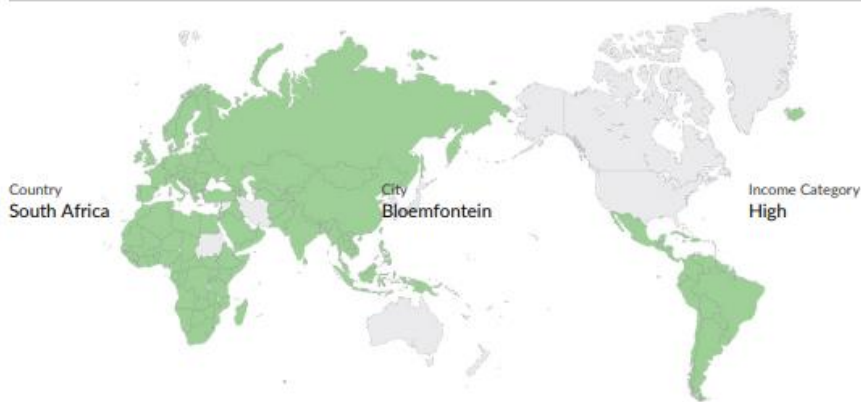 Country
South Africa
City
Bloemfontein
Income Category
High